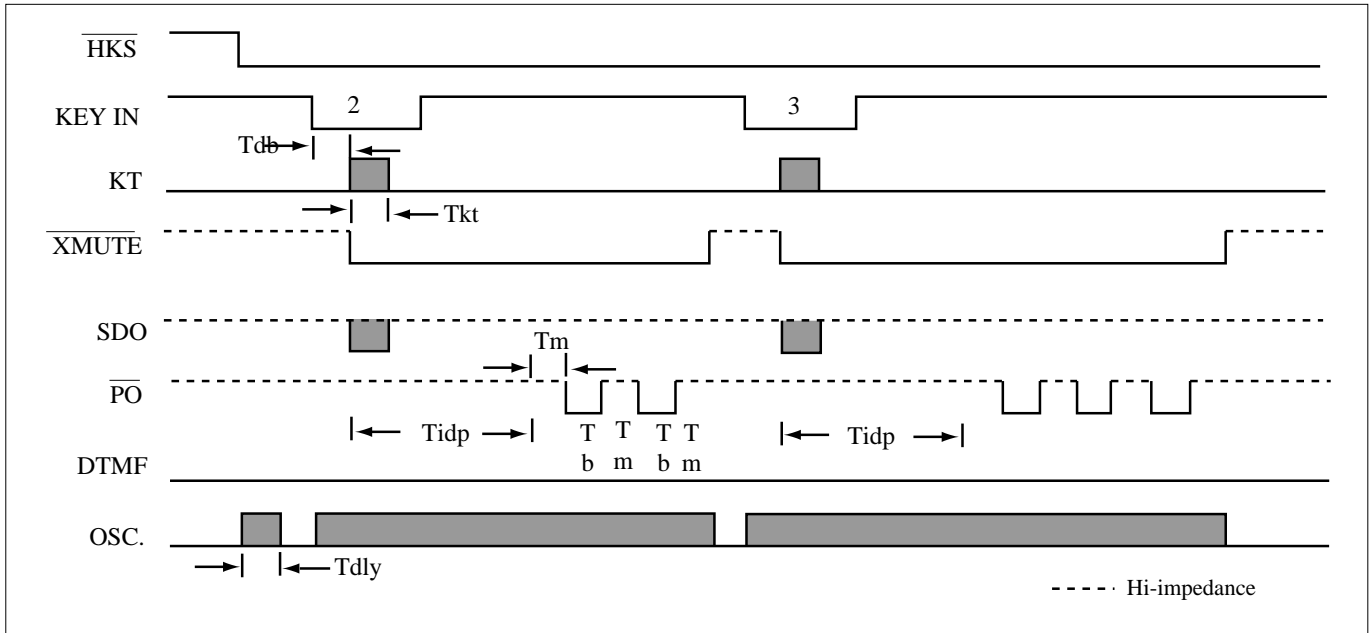 HKS
KEY IN 2 3
Tdb
KT
Tkt
XMUTE
SDO
Tm
PO
Tidp T b T m T b T m Tidp
DTMF
OSC.
Tdly
Hi-impedance